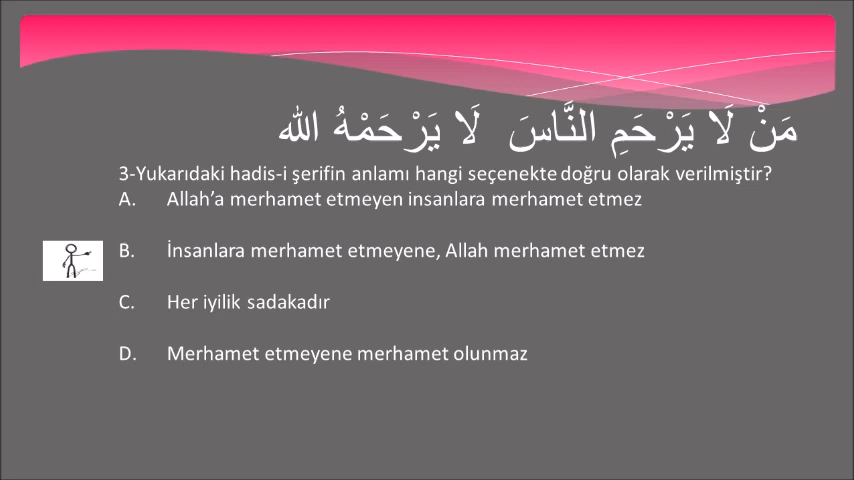 مَنْ لَا يَرْحَمِ النَّاسَ لَا يَرْحَمْهُ الله
3-Yukarıdaki hadis-i şerifin anlamı hangi seçenekte doğru olarak verilmiştir?
A. Allah’a merhamet etmeyen insanlara merhamet etmez
B. İnsanlara merhamet etmeyene, Allah merhamet etmez
C. Her iyilik sadakadır
D. Merhamet etmeyene merhamet olunmaz